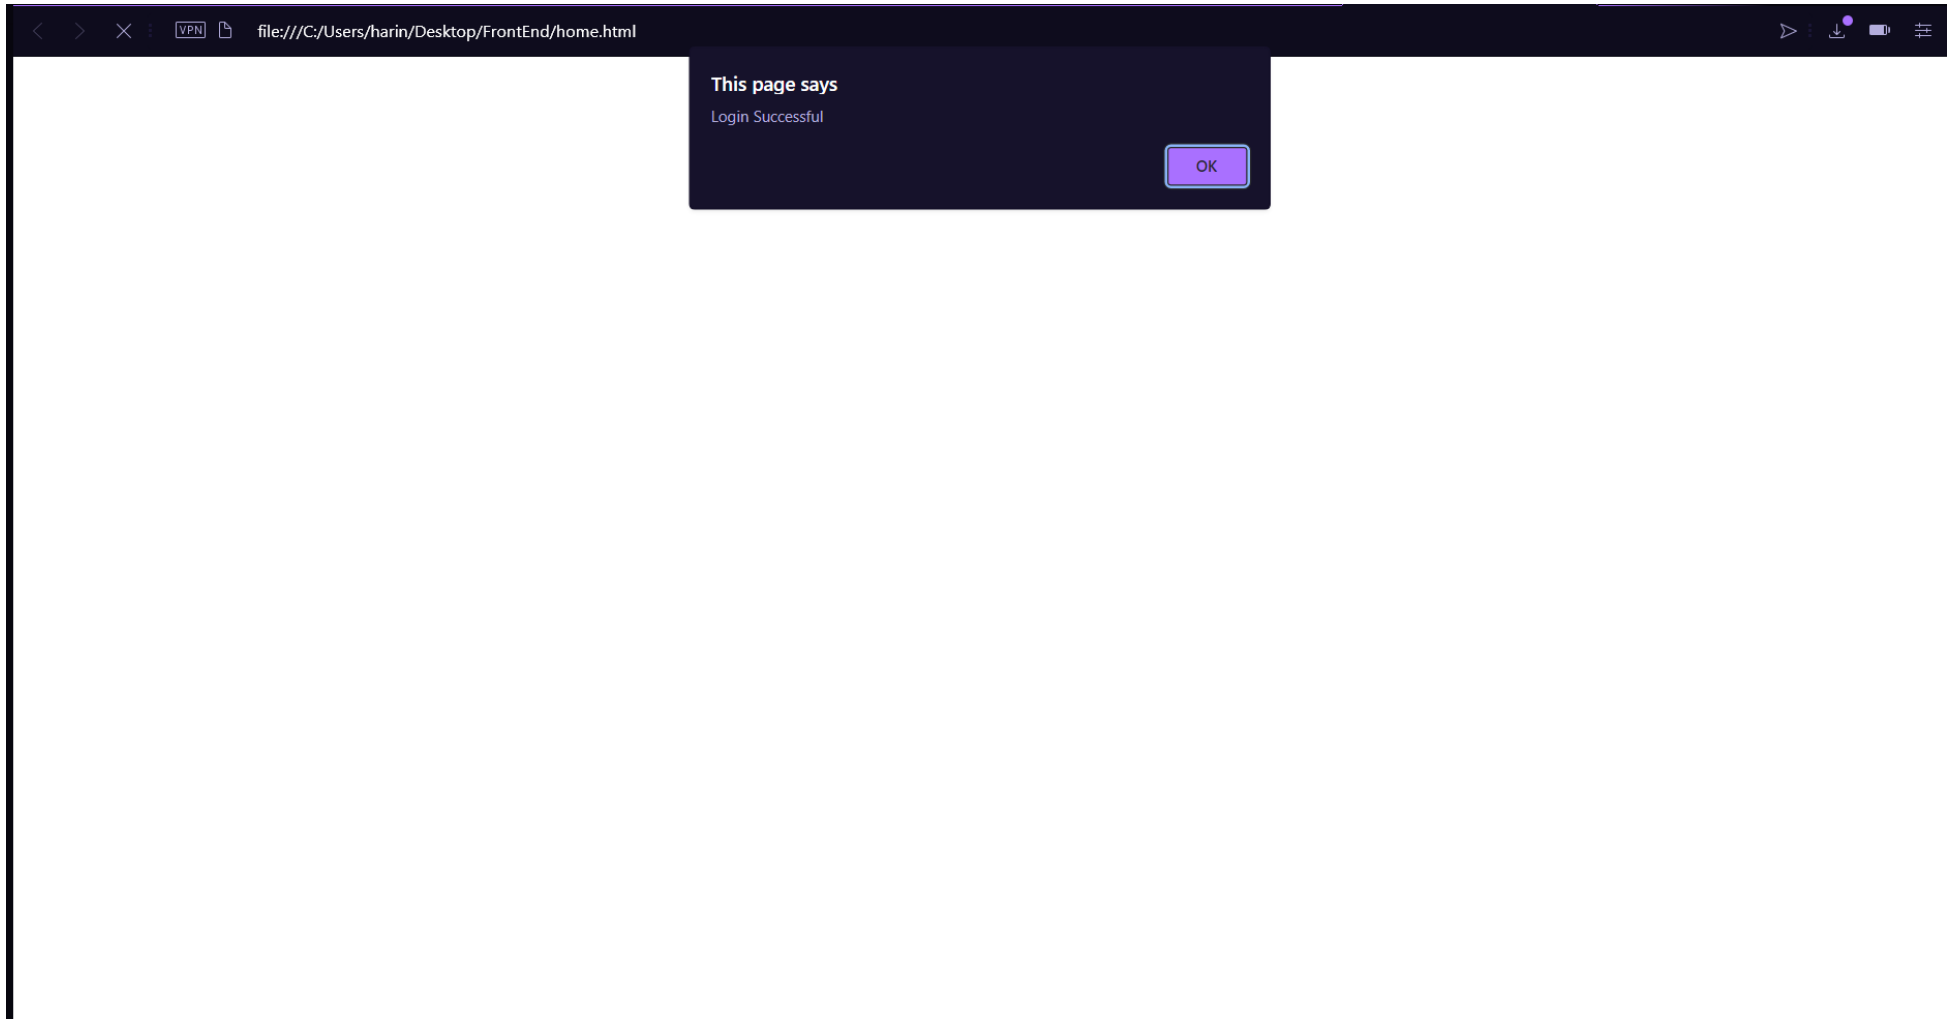 VPN
file:///C:/Users/harin/Desktop/FrontEnd/home.html
This page says
Login Successful
OK